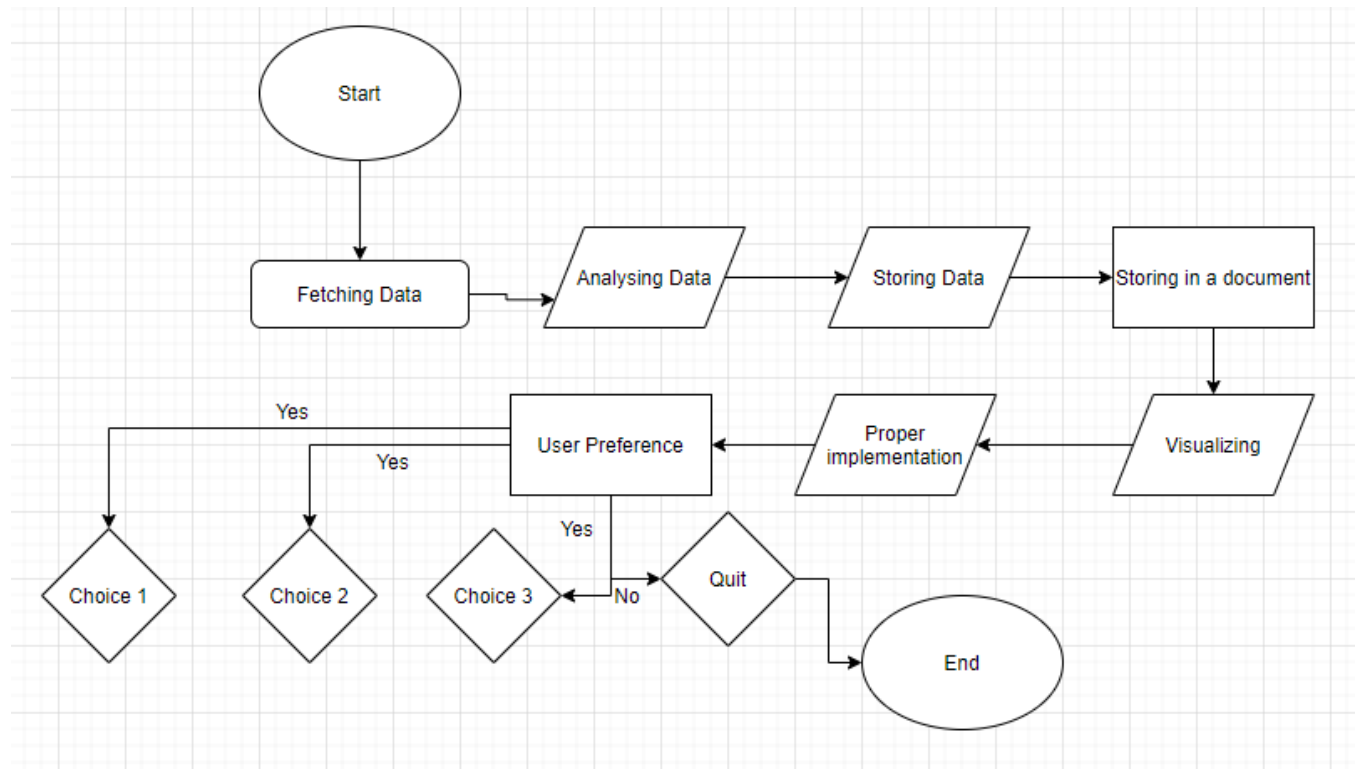 Start
Fetching Data
Analysing Data
Storing Data
Storing in a document
Visualizing
Proper
implementation
User Preference
Yes
Yes
Yes
No
Choice 1
Choice 2
Choice 3
Quit
End